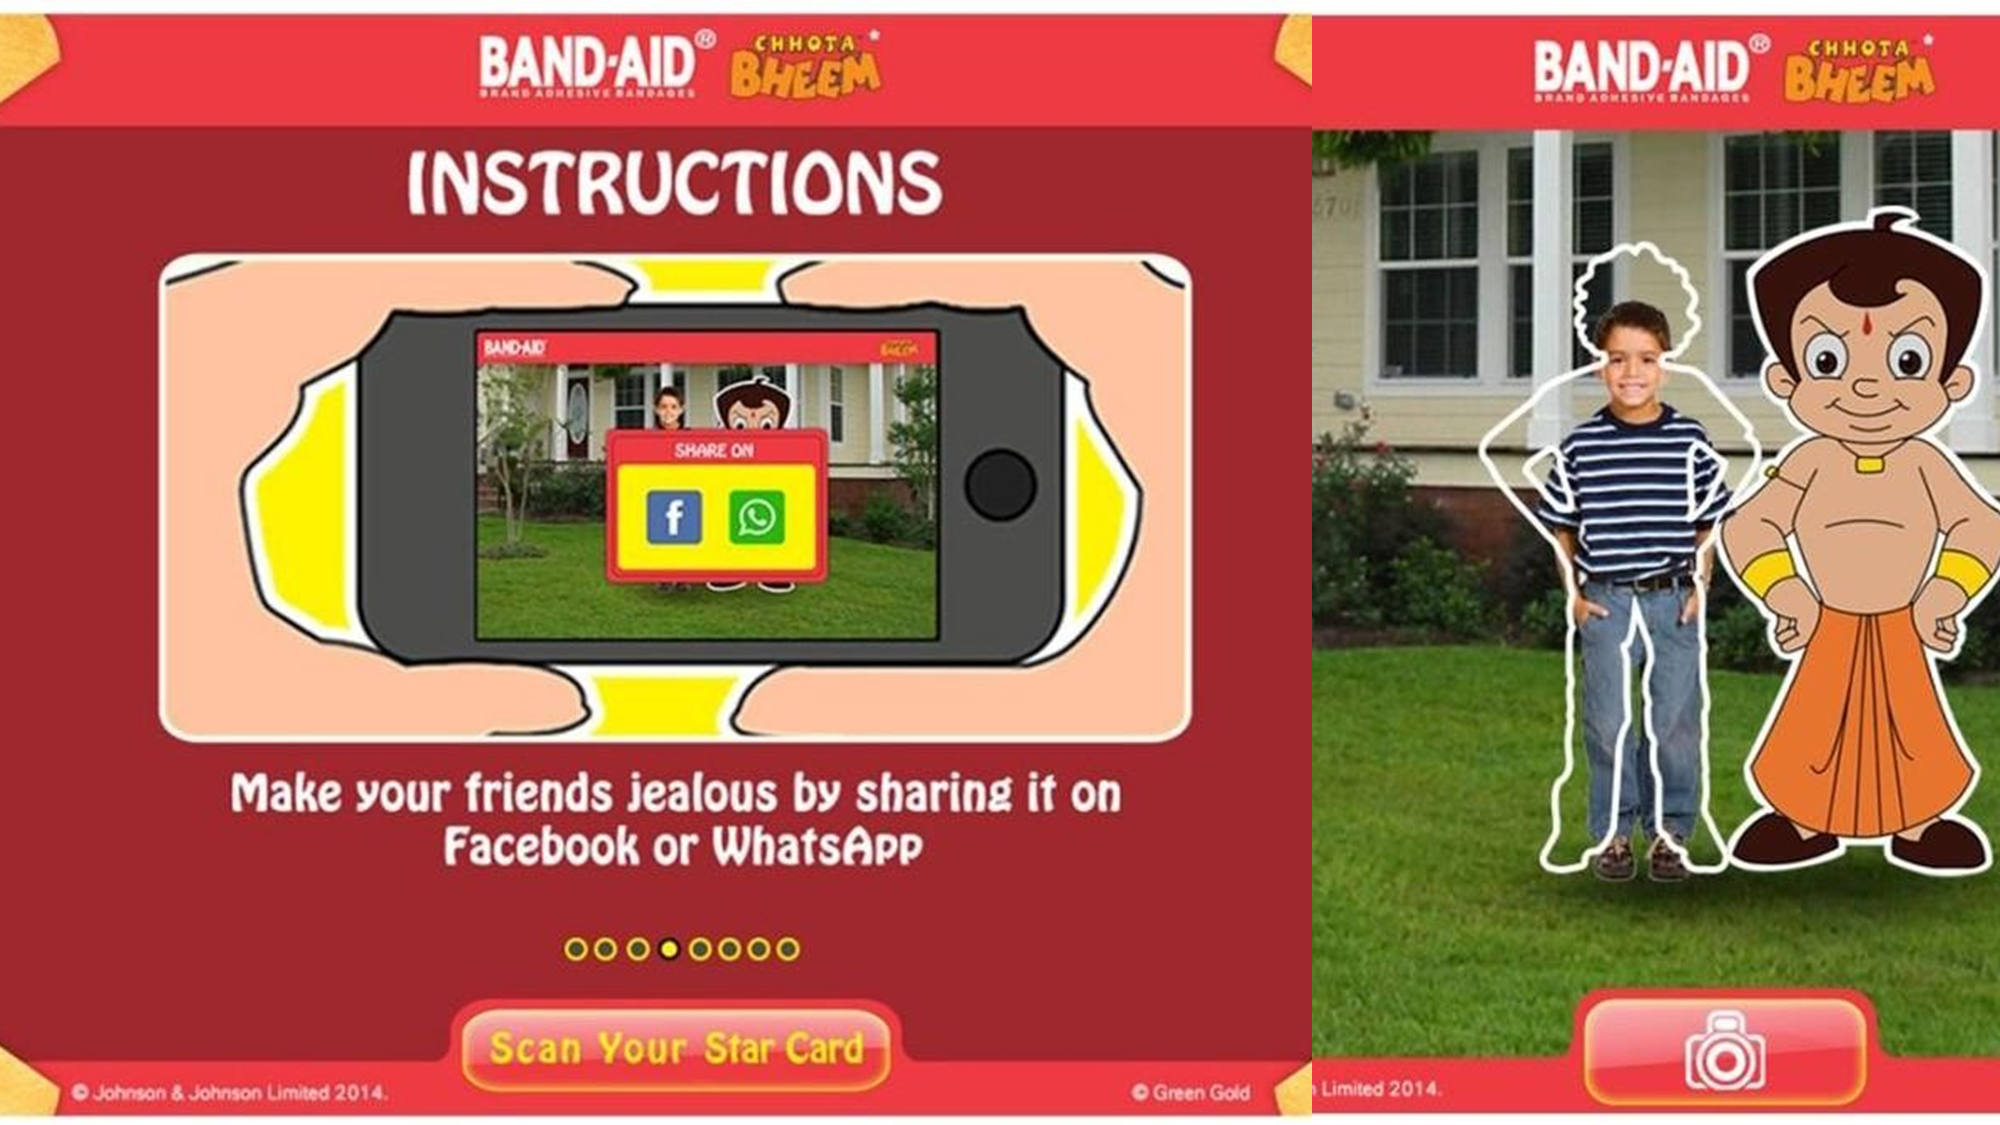 BAND-AID®
BRAND ADHESIVE BANDAGES
CHHOTA
BHEEM
INSTRUCTIONS
BAND-AID
BHEEM
SHARE ON
f
Make your friends jealous by sharing it on
Facebook or WhatsApp
Scan Your Star Card
© Johnson & Johnson Limited 2014.
© Green Gold
BAND-AID®
BRAND ADHESIVE BANDAGES
CHHOTA
BHEEM
Limited 2014.